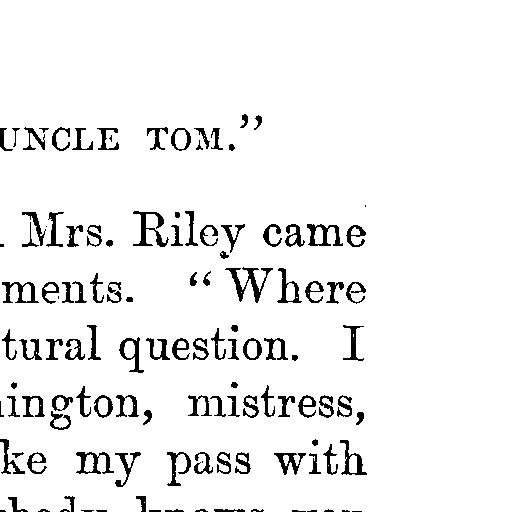 UNCLE TOM."
Mrs. Riley came
ments. "Where
tural question. I
ington, mistress,
ke my pass with